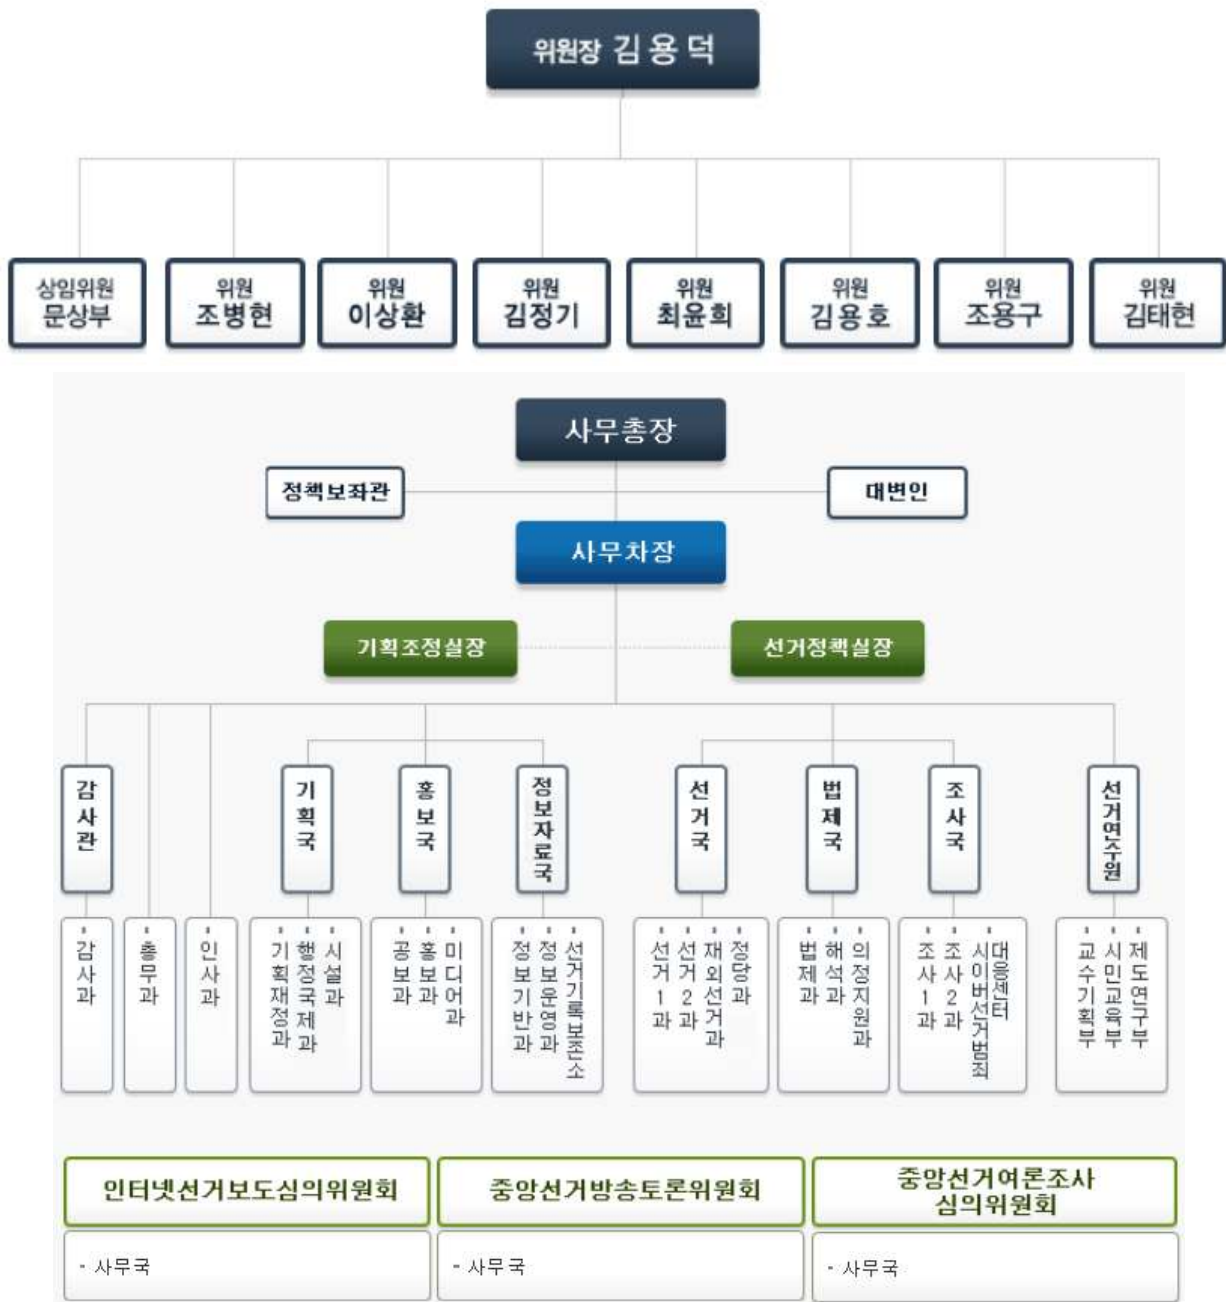 위원장 김용덕
상임위원
문상부
위원
조병현
위원
이상환
위원
김정기
위원
최윤희
위원
김용호
위원
조용구
위원
김태현
사무총장
정책보좌관
대변인
사무차장
기획조정실장
선거정책실장
감사관
기획국
홍보국
정보자료국
선거국
법제국
조사국
선거연수원
감사과
총무과
인사과
기획재정과
행정국제과
시설과
공보과
홍보과
미디어과
정보기반과
정보운영과
선거기록보존소
선거1과
선거2과
재외선거과
정당과
법제과
해석과
의정지원과
조사1과
조사2과
사이버선거범죄
대응센터
교수기획부
시민교육부
제도연구부
인터넷선거보도심의위원회
중앙선거방송토론위원회
중앙선거여론조사
심의위원회
- 사무국
- 사무국
- 사무국